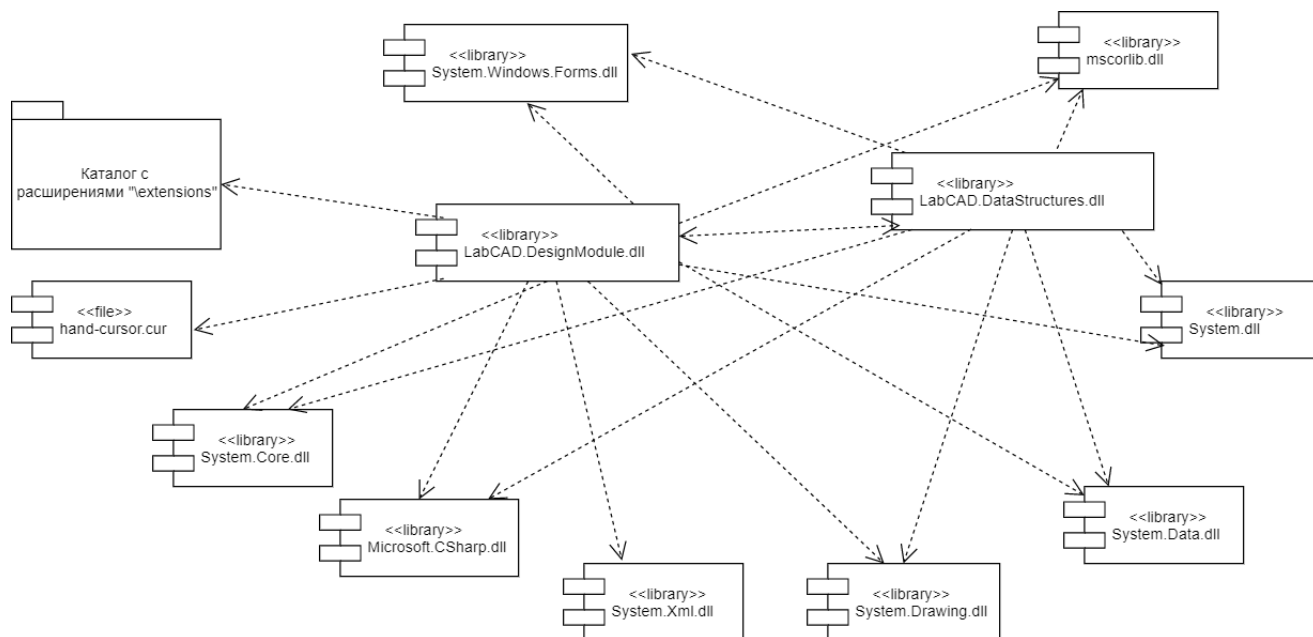 <<library>>
System.Windows.Forms.dll
<<library>>
mscorlib.dll
Каталог с
расширениями "\extensions"
<<library>>
LabCAD.DataStructures.dll
<<library>>
LabCAD.DesignModule.dll
<<file>>
hand-cursor.cur
<<library>>
System.dll
<<library>>
System.Core.dll
<<library>>
Microsoft.CSharp.dll
<<library>>
System.Data.dll
<<library>>
System.Xml.dll
<<library>>
System.Drawing.dll